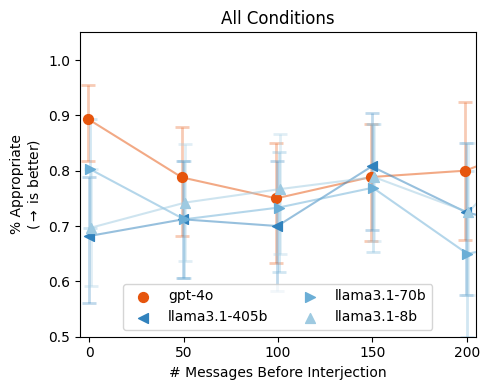 All Conditions
% Appropriate
(→ is better)
1.0
0.9
0.8
0.7
0.6
0.5
gpt-4o
llama3.1-405b
llama3.1-70b
llama3.1-8b
0
50
100
150
200
# Messages Before Interjection